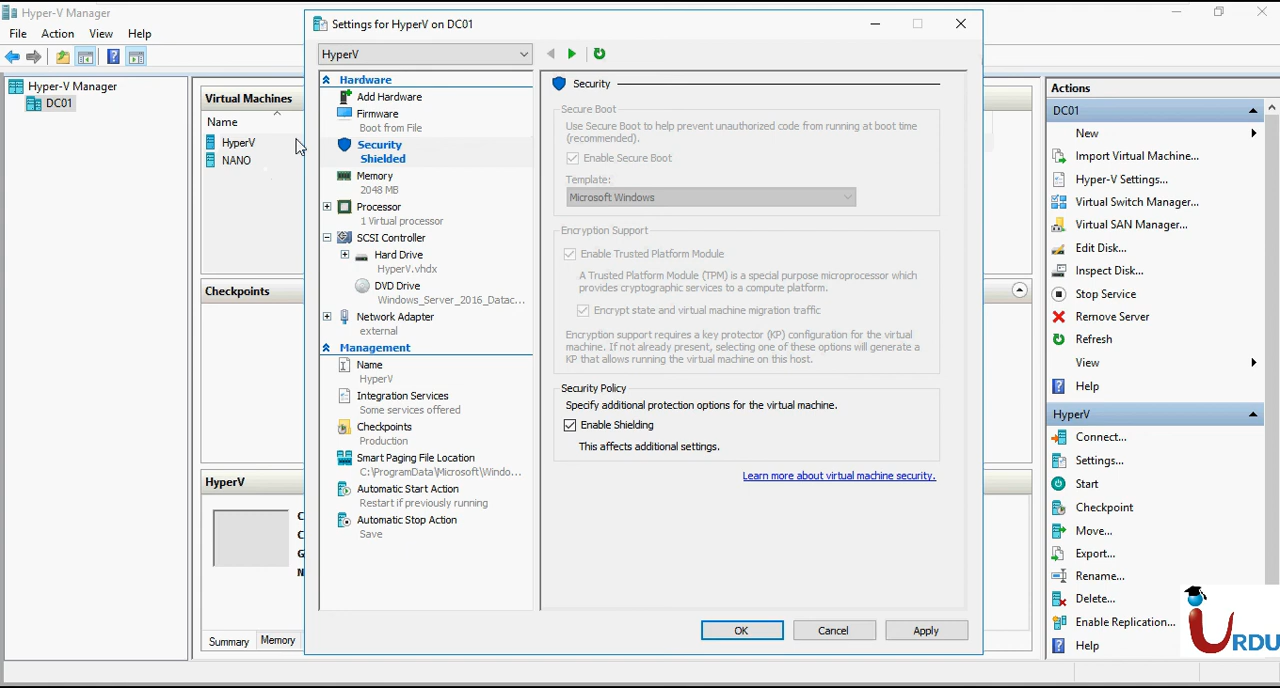 Hyper-V Manager
File Action View Help
Hyper-V Manager
DC01
Virtual Machines
Name
HyperV
NANO
Checkpoints
HyperV
Summary Memory
Settings for HyperV on DC01
HyperV
Hardware
Add Hardware
Firmware
Boot from File
Security
Shielded
Memory
2048 MB
Processor
1 Virtual processor
SCSI Controller
Hard Drive
HyperV.vhdx
DVD Drive
Windows_Server_2016_Datac...
Network Adapter
external
Management
Name
HyperV
Integration Services
Some services offered
Checkpoints
Production
Smart Paging File Location
C:\ProgramData\Microsoft\Windo...
Automatic Start Action
Restart if previously running
Automatic Stop Action
Save
Security
Secure Boot
Use Secure Boot to help prevent unauthorized code from running at boot time
(recommended).
Enable Secure Boot
Template:
Microsoft Windows
Encryption Support
Enable Trusted Platform Module
A Trusted Platform Module (TPM) is a special purpose microprocessor which
provides cryptographic services to a compute platform.
Encrypt state and virtual machine migration traffic
Encryption support requires a key protector (KP) configuration for the virtual
machine. If not already present, selecting one of these options will generate a
KP that allows running the virtual machine on this host.
Security Policy
Specify additional protection options for the virtual machine.
Enable Shielding
This affects additional settings.
Learn more about virtual machine security.
OK Cancel Apply
Actions
DC01
New
Import Virtual Machine...
Hyper-V Settings...
Virtual Switch Manager...
Virtual SAN Manager...
Edit Disk...
Inspect Disk...
Stop Service
Remove Server
Refresh
View
Help
HyperV
Connect...
Settings...
Start
Checkpoint
Move...
Export...
Rename...
Delete...
Enable Replication...
Help
iURDU